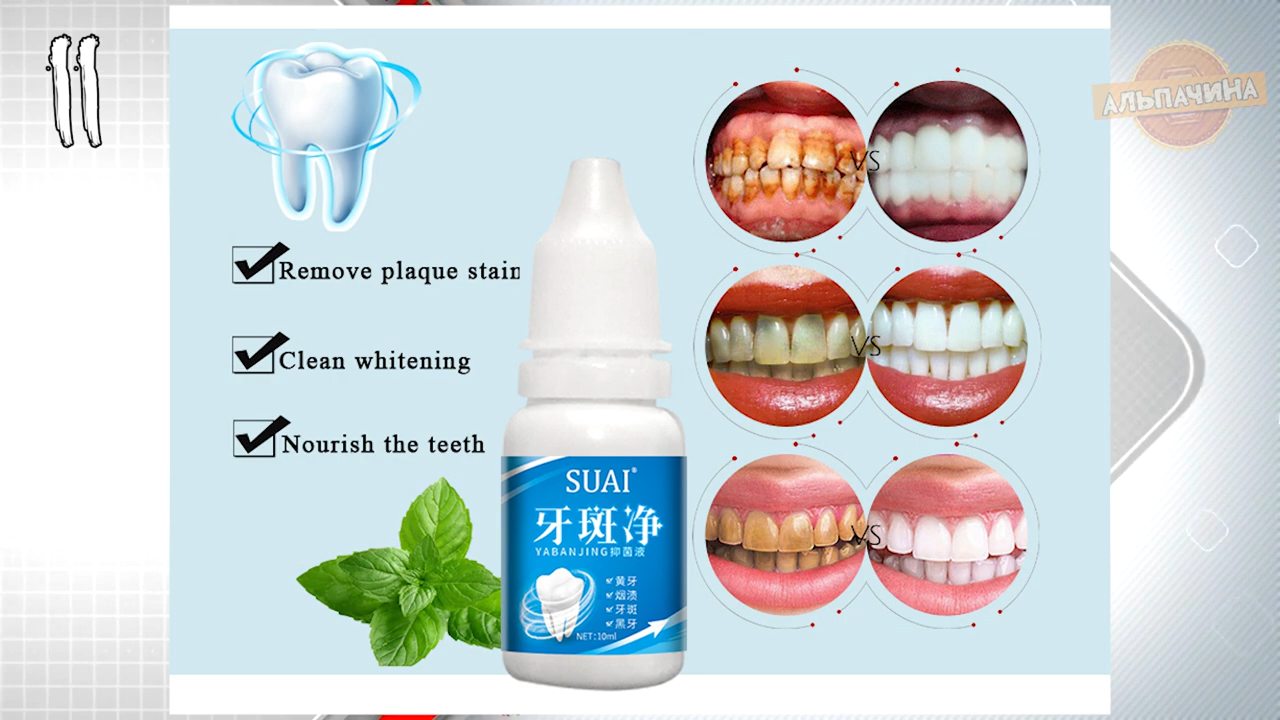 11
АЛЬПАЧИНА
Remove plaque stain
Clean whitening
Nourish the teeth
VS
VS
VS
SUAI®
牙斑净
YABANJING抑菌液
黄牙
烟渍
牙斑
黑牙
NET:10ml